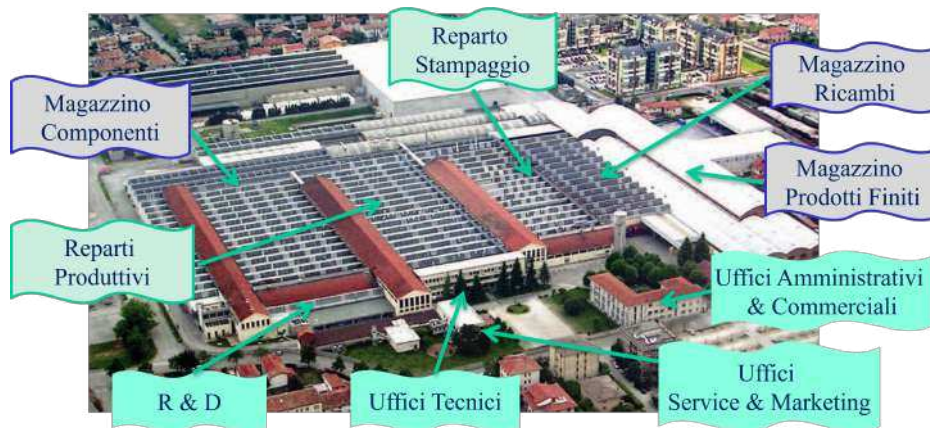 Reparto
Stampaggio
Magazzino
Ricambi
Magazzino
Componenti
Magazzino
Prodotti Finiti
Reparti
Produttivi
Uffici Amministrativi
& Commerciali
R & D
Uffici Tecnici
Uffici
Service & Marketing